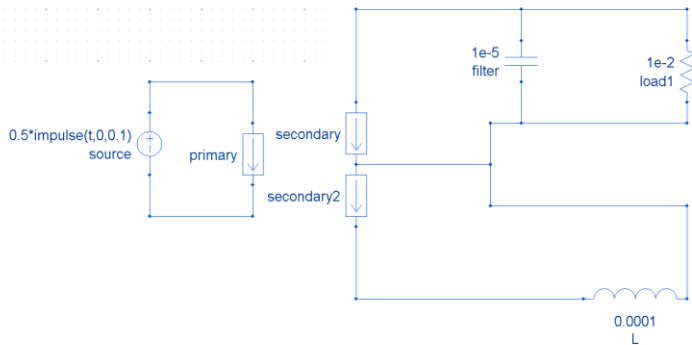 1e-5
filter
1e-2
load1
0.5*impulse(t,0,0.1)
source
primary
secondary
secondary2
0.0001
L